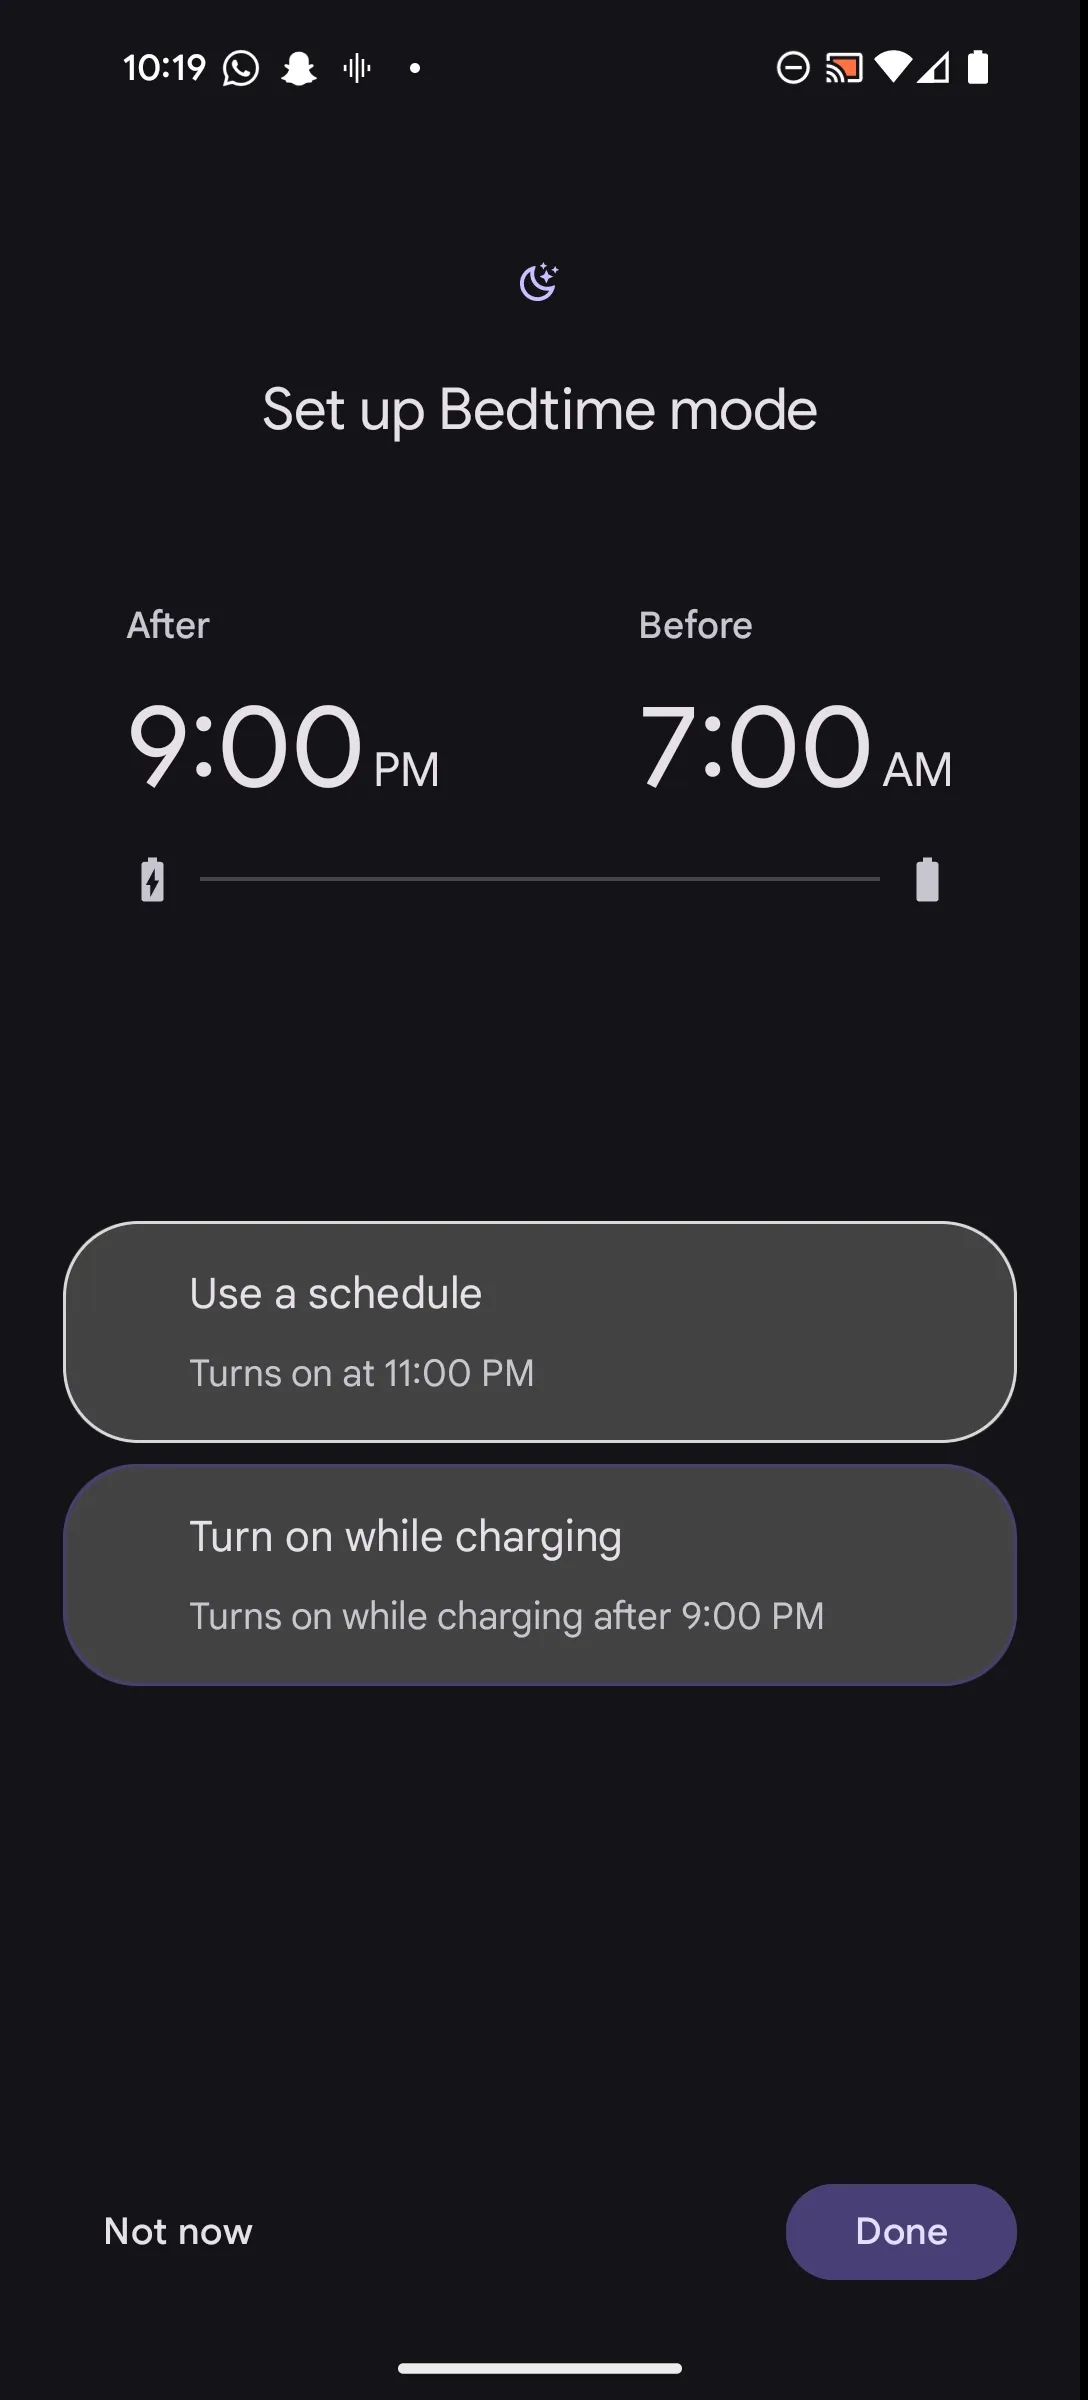 10:19
Set up Bedtime mode
After
Before
9:00 PM
7:00 AM
Use a schedule
Turns on at 11:00 PM
Turn on while charging
Turns on while charging after 9:00 PM
Not now
Done